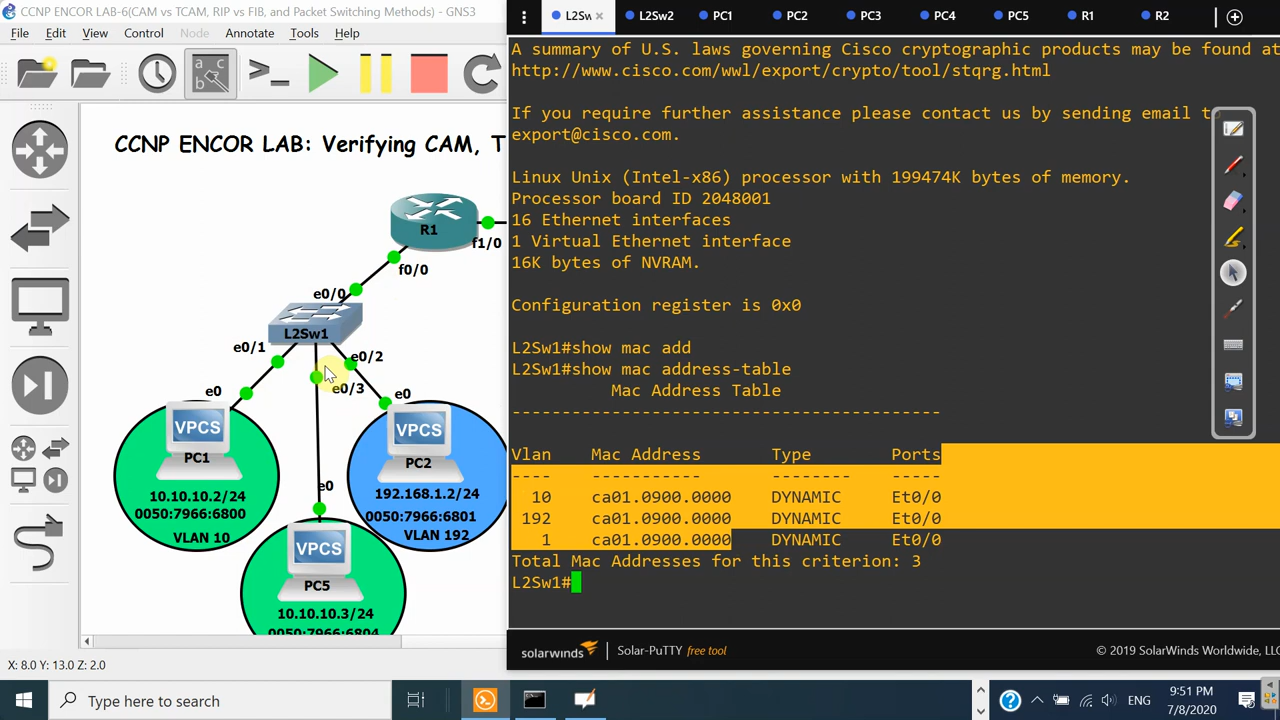 CCNP ENCOR LAB-6(CAM vs TCAM, RIP vs FIB, and Packet Switching Methods) - GNS3
File Edit View Control Node Annotate Tools Help
CCNP ENCOR LAB: Verifying CAM, T
R1
f1/0
f0/0
e0/0
L2Sw1
e0/1
e0/2
e0/3
e0
e0
e0
VPCS
PC1
10.10.10.2/24
0050:7966:6800
VLAN 10
VPCS
PC2
192.168.1.2/24
0050:7966:6801
VLAN 192
VPCS
PC5
10.10.10.3/24
0050:7966:6804
X: 8.0 Y: 13.0 Z: 2.0
L2Sw L2Sw2 PC1 PC2 PC3 PC4 PC5 R1 R2
A summary of U.S. laws governing Cisco cryptographic products may be found at
http://www.cisco.com/wwl/export/crypto/tool/stqrg.html
If you require further assistance please contact us by sending email t
export@cisco.com.
Linux Unix (Intel-x86) processor with 199474K bytes of memory.
Processor board ID 2048001
16 Ethernet interfaces
1 Virtual Ethernet interface
16K bytes of NVRAM.
Configuration register is 0x0
L2Sw1#show mac add
L2Sw1#show mac address-table
Mac Address Table
-------------------------------------------
Vlan Mac Address Type Ports
---- ----------- -------- -----
10 ca01.0900.0000 DYNAMIC Et0/0
192 ca01.0900.0000 DYNAMIC Et0/0
1 ca01.0900.0000 DYNAMIC Et0/0
Total Mac Addresses for this criterion: 3
L2Sw1#
solarwinds Solar-PuTTY free tool © 2019 SolarWinds Worldwide, LLC
Type here to search
ENG
9:51 PM
7/8/2020